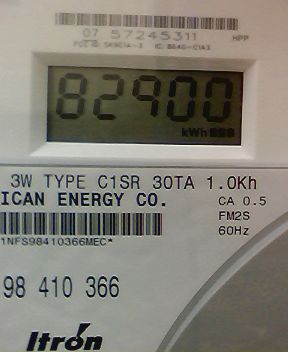 07 57245311 HPP
82900
kWh
3W TYPE C1SR 30TA 1.0Kh
ICAN ENERGY CO. CA 0.5
FM2S
60Hz
1NFS98410366MEC*
98 410 366
Itron